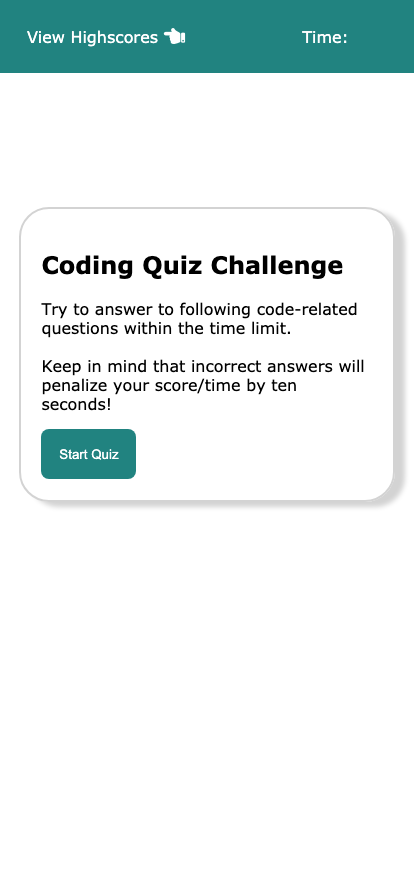 View Highscores
Time:
Coding Quiz Challenge
Try to answer to following code-related
questions within the time limit.
Keep in mind that incorrect answers will
penalize your score/time by ten
seconds!
Start Quiz